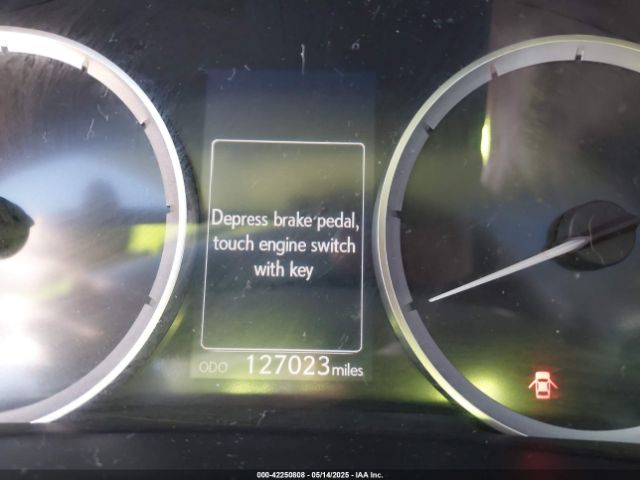 Depress brake pedal,
touch engine switch
with key
ODO 127023 miles
000-42250808 - 05/14/2025 - IAA Inc.